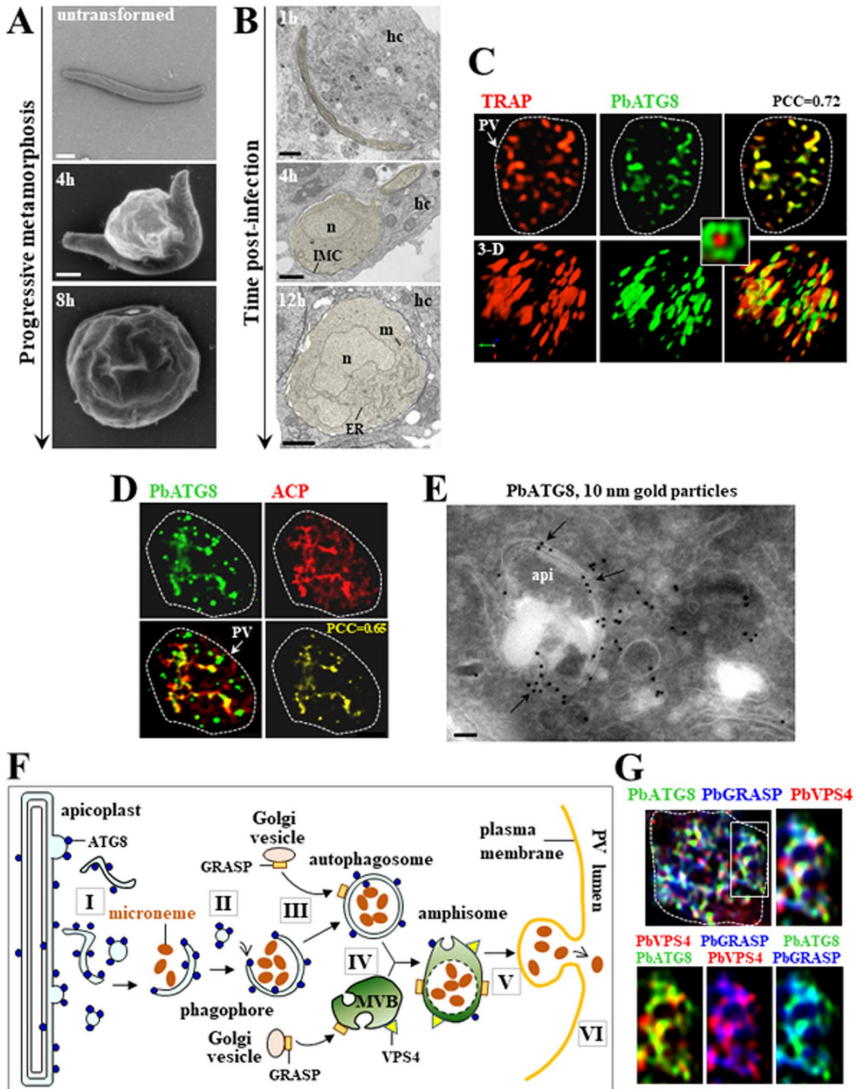 A
Progressive metamorphosis
untransformed
4h
8h
B
Time post-infection
1h
hc
4h
hc
n
IMC
12h
hc
m
n
ER
C
TRAP
PbATG8
PCC=0.72
PV
3-D
D
PbATG8
ACP
PV
PCC=0.65
E
PbATG8, 10 nm gold particles
api
F
apicoplast
ATG8
I
microneme
II
phagophore
Golgi
vesicle
GRASP
III
autophagosome
IV
MVB
Golgi
vesicle
GRASP
VPS4
amphisome
V
plasma
membrane
PV lumen
VI
G
PbATG8 PbGRASP PbVPS4
PbVPS4 PbGRASP PbATG8
PbATG8 PbVPS4 PbGRASP